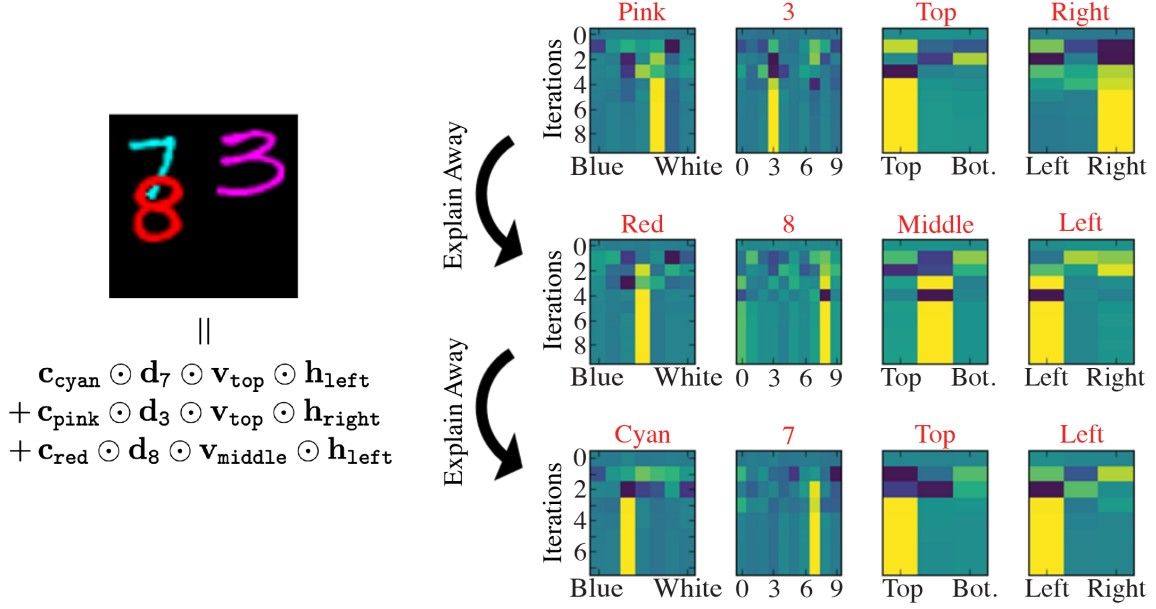 7 3
8
||
c_cyan ⊙ d_7 ⊙ v_top ⊙ h_left
+ c_pink ⊙ d_3 ⊙ v_top ⊙ h_right
+ c_red ⊙ d_8 ⊙ v_middle ⊙ h_left
Explain Away
Explain Away
Pink 3 Top Right
Iterations
0
2
4
6
8
Blue White 0 3 6 9 Top Bot. Left Right
Red 8 Middle Left
Iterations
0
2
4
6
8
Blue White 0 3 6 9 Top Bot. Left Right
Cyan 7 Top Left
Iterations
0
2
4
6
Blue White 0 3 6 9 Top Bot. Left Right